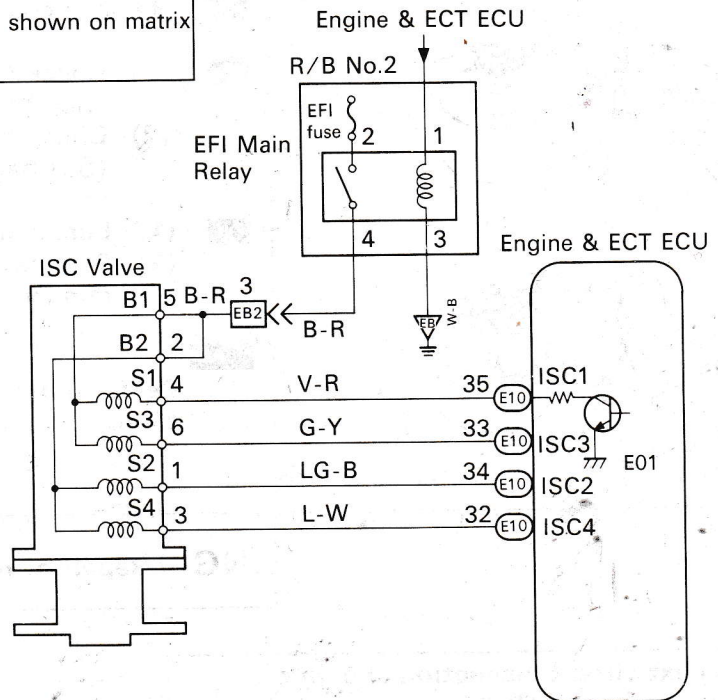 shown on matrix
Engine & ECT ECU
R/B No.2
EFI
fuse
2
1
EFI Main
Relay
4
3
Engine & ECT ECU
ISC Valve
B1
5
B-R
3
EB2
B-R
EB
W-B
B2
2
S1
4
V-R
35
E10
ISC1
S3
6
G-Y
33
E10
ISC3
E01
S2
1
LG-B
34
E10
ISC2
S4
3
L-W
32
E10
ISC4